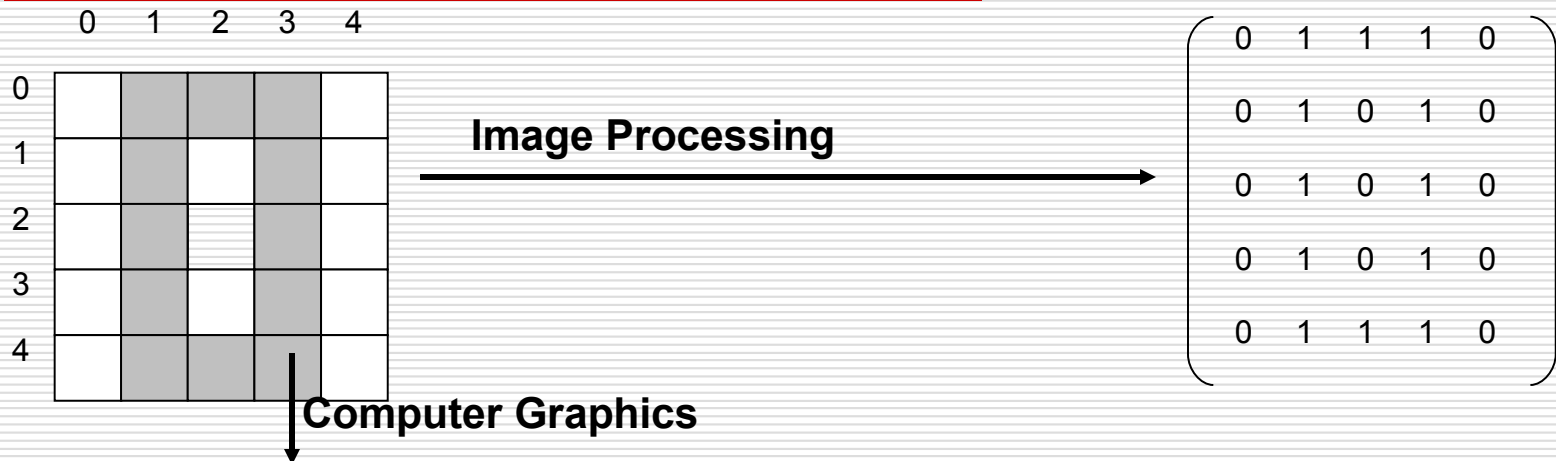 0 1 2 3 4
0
1
2
3
4
Image Processing
0 1 1 1 0
0 1 0 1 0
0 1 0 1 0
0 1 0 1 0
0 1 1 1 0
Computer Graphics